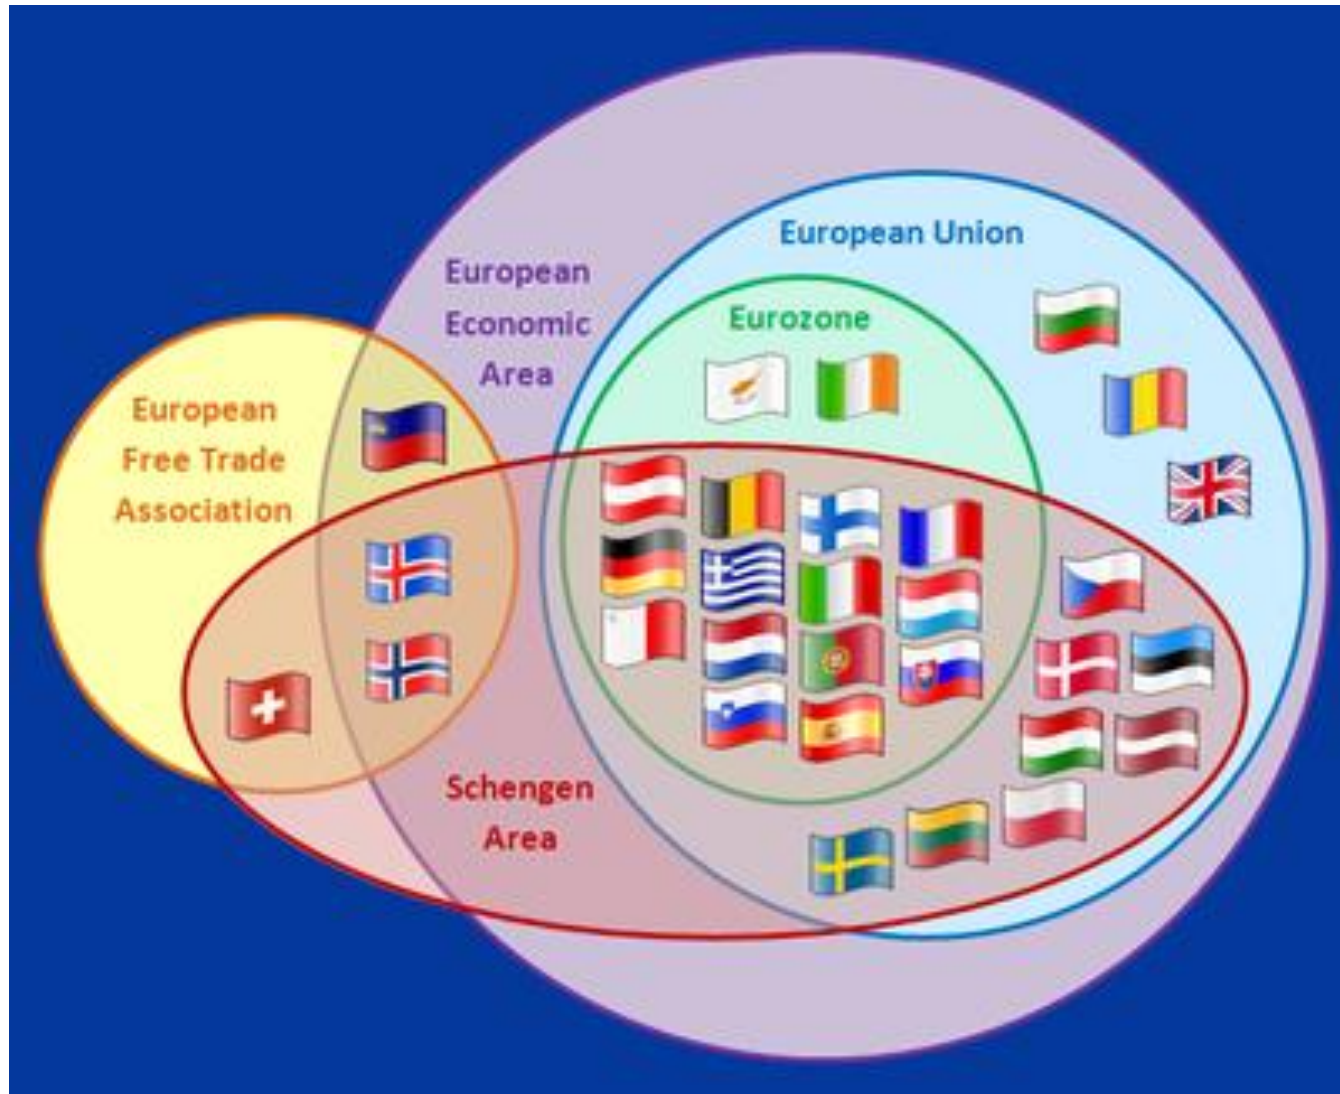 European Union
European
Economic
Area
Eurozone
European
Free Trade
Association
Schengen
Area